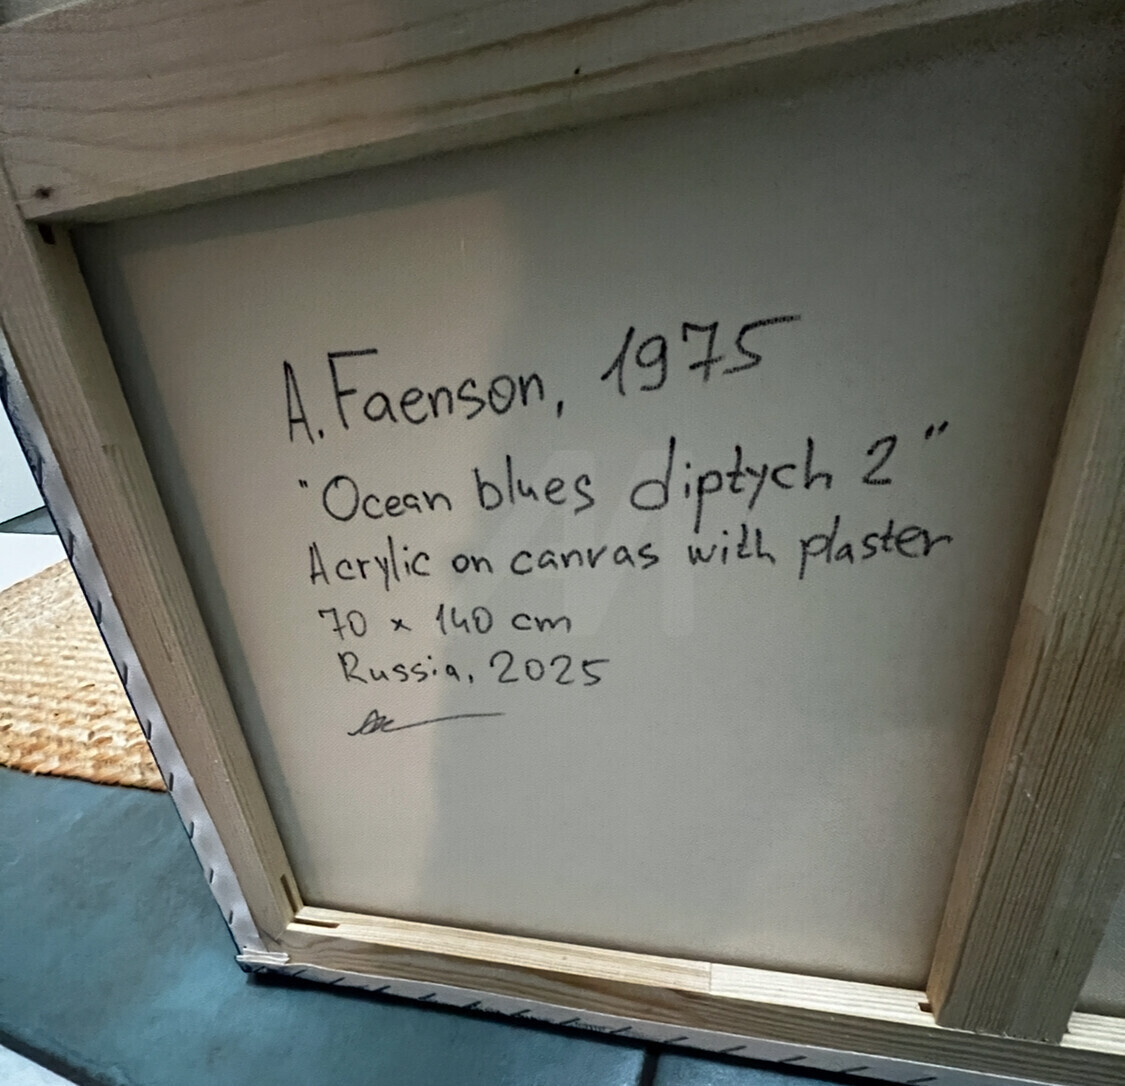 A. Faenson, 1975
"Ocean blues diptych 2"
Acrylic on canvas with plaster
70 x 140 cm
Russia, 2025